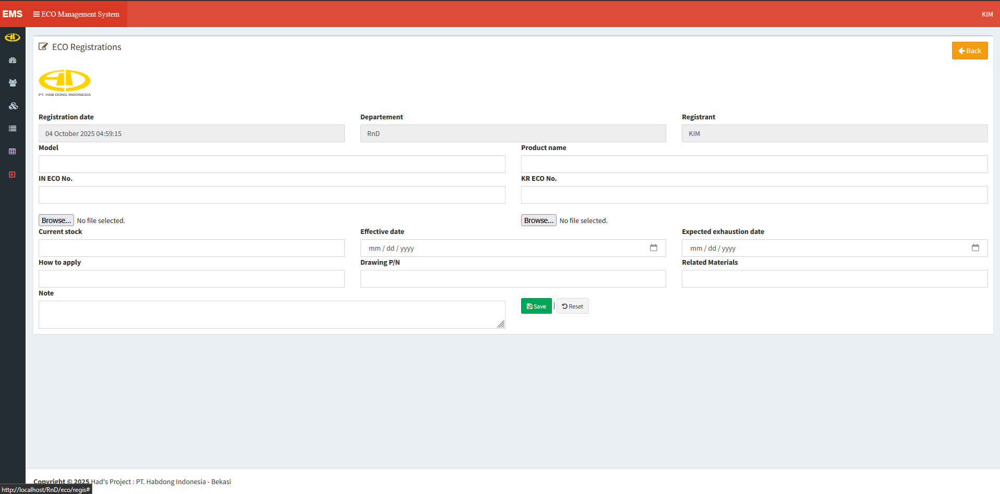 EMS ECO Management System KIM
ECO Registrations
Back
PT. HAB DONG INDONESIA
Registration date Departement Registrant
04 October 2025 04:59:15 RnD KIM
Model Product name
IN ECO No. KR ECO No.
Browse... No file selected. Browse... No file selected.
Current stock Effective date Expected exhaustion date
mm / dd / yyyy mm / dd / yyyy
How to apply Drawing P/N Related Materials
Note
Save | Reset
Copyright © 2025 Had's Project : PT. Habdong Indonesia - Bekasi
http://localhost/RnD/eco/regis#